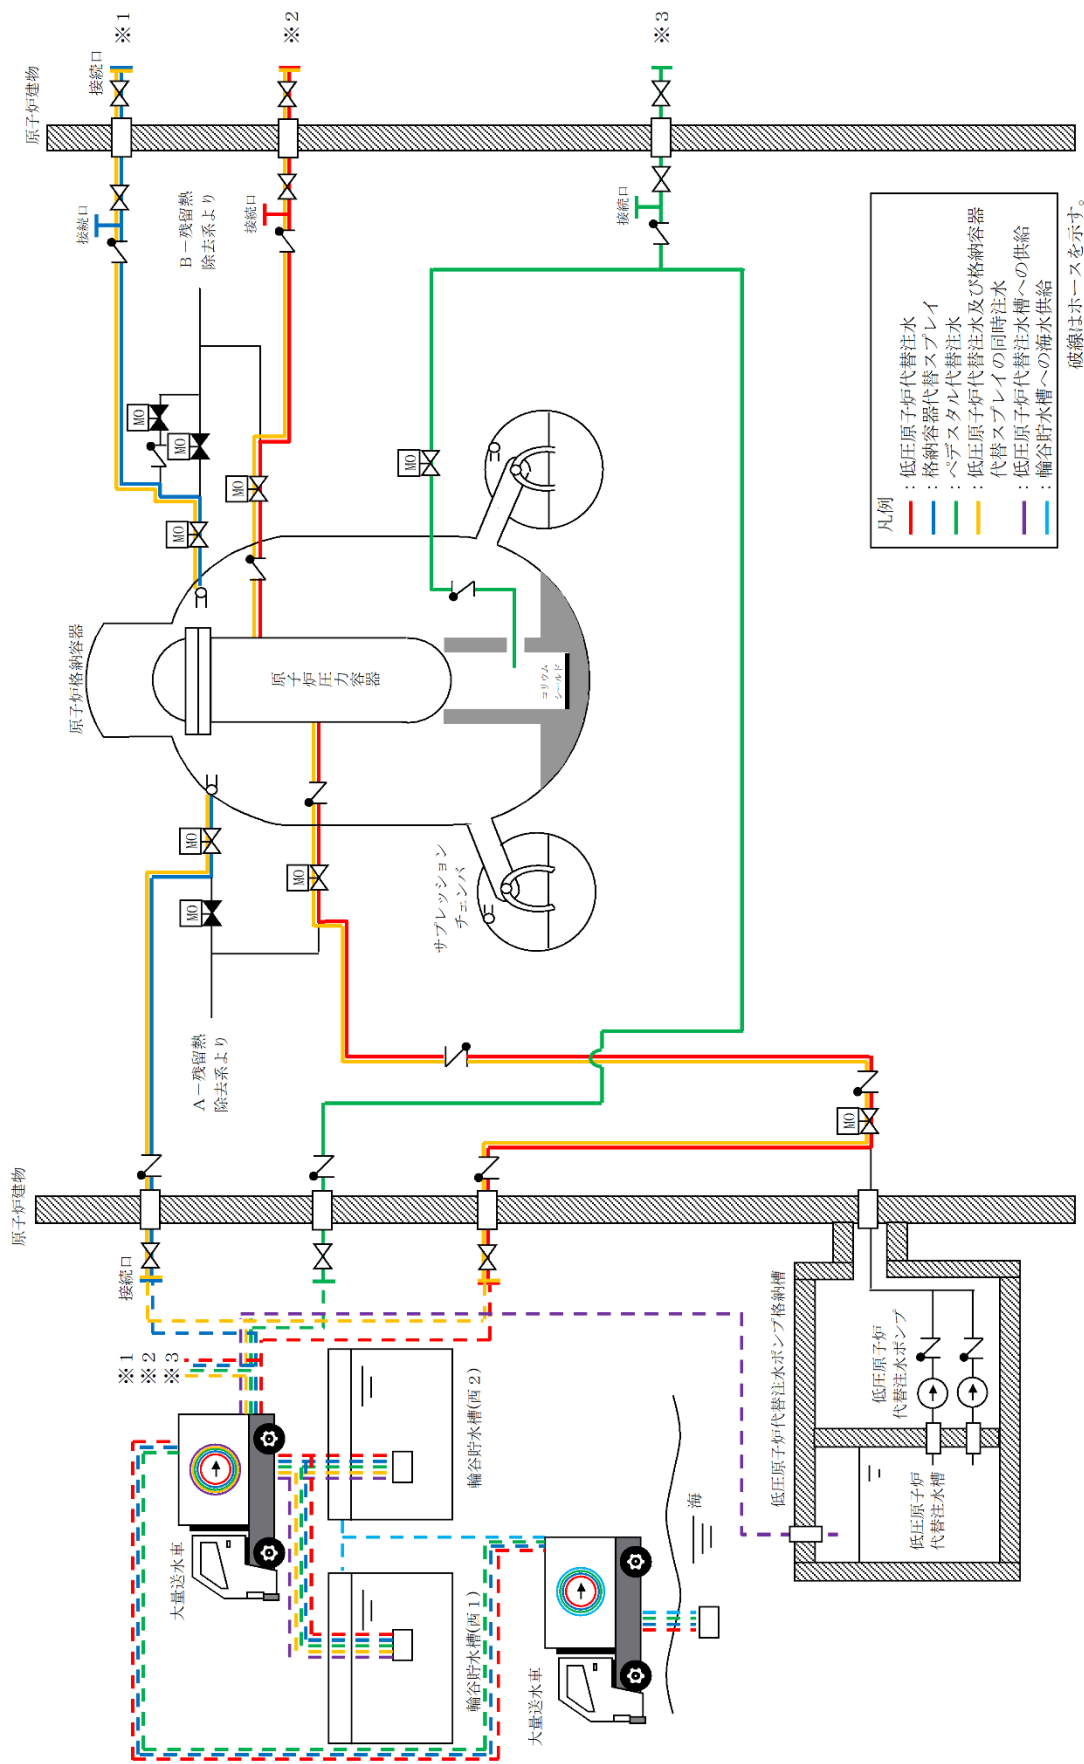 原子炉建物
原子炉建物
接続口
※1
※2
※3
接続口
※1
接続口
※2
接続口
※3
接続口
大量送水車
輪谷貯水槽(西1)
輪谷貯水槽(西2)
大量送水車
海
A－残留熱
除去系より
B－残留熱
除去系より
MO
MO
MO
MO
MO
MO
MO
MO
MO
原子炉格納容器
原子炉圧力容器
コリウム
シールド
サプレッション
チェンバ
低圧原子炉代替注水ポンプ格納槽
低圧原子炉
代替注水ポンプ
低圧原子炉
代替注水槽
凡例
：低圧原子炉代替注水
：格納容器代替スプレイ
：ペデスタル代替注水
：低圧原子炉代替注水及び格納容器
代替スプレイの同時注水
：低圧原子炉代替注水槽への供給
：輪谷貯水槽への海水供給
破線はホースを示す。